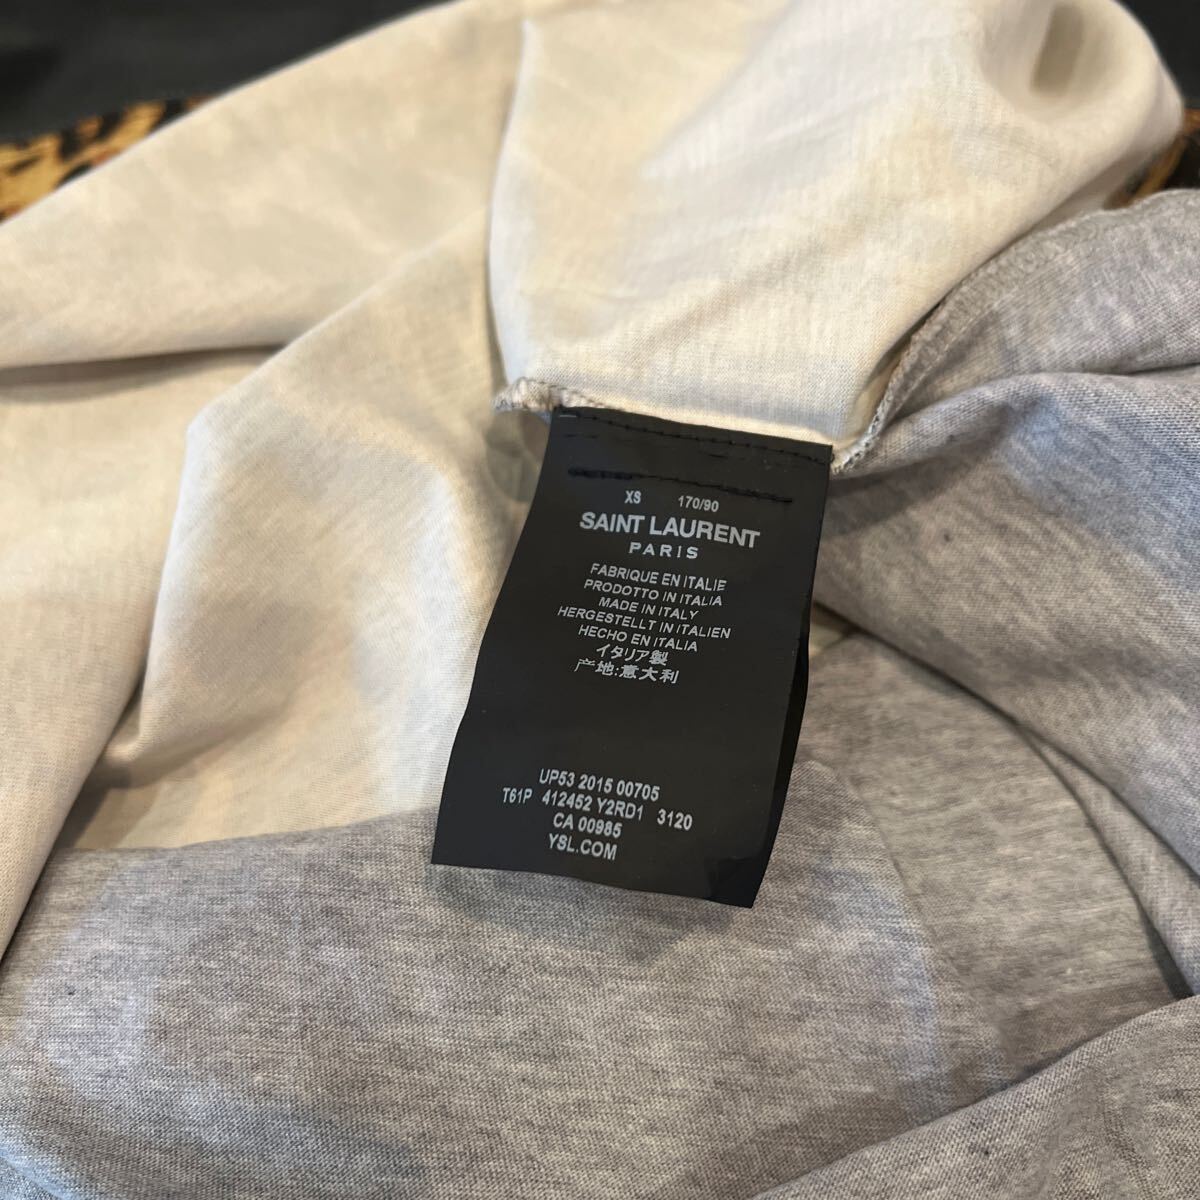 XS 170/90
SAINT LAURENT
PARIS
FABRIQUE EN ITALIE
PRODOTTO IN ITALIA
MADE IN ITALY
HERGESTELLT IN ITALIEN
HECHO EN ITALIA
イタリア製
产地:意大利
UP53 2015 00705
T61P 412452 Y2RD1 3120
CA 00985
YSL.COM